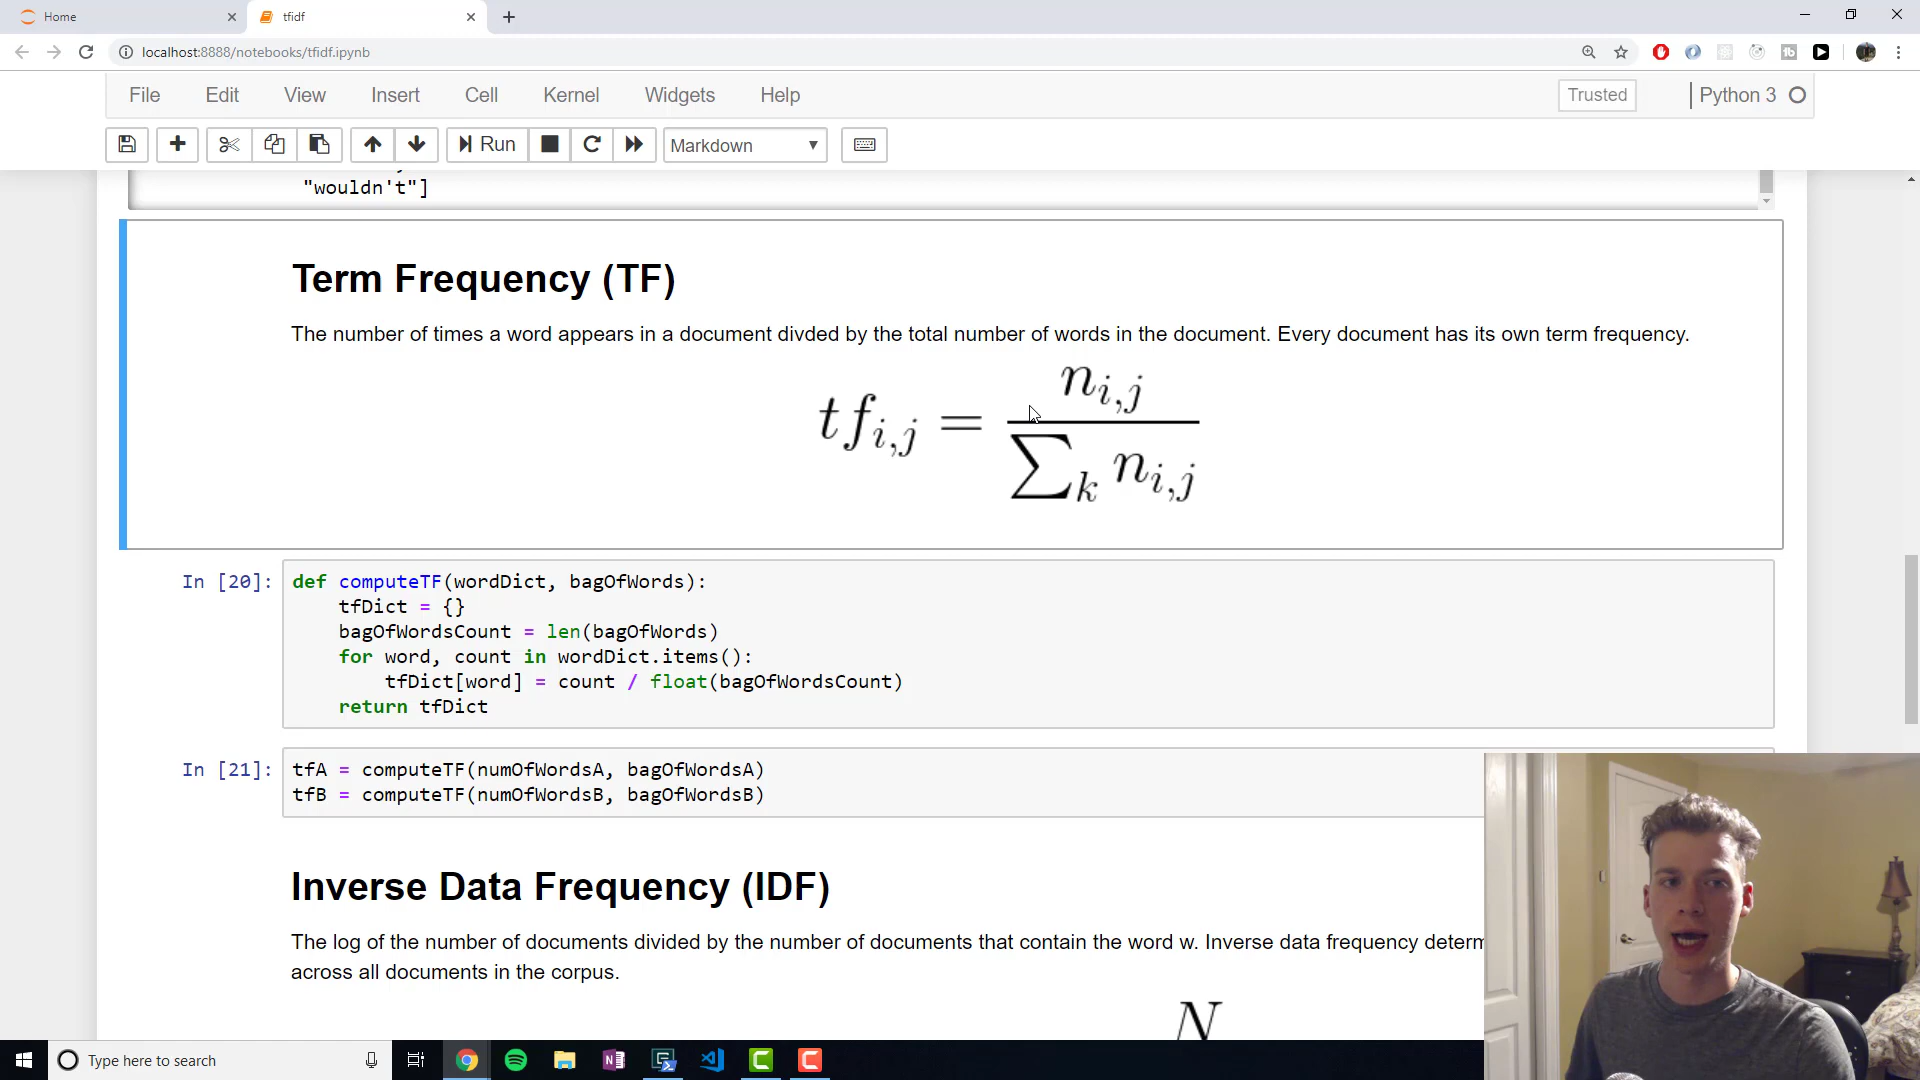 Home
tfidf
localhost:8888/notebooks/tfidf.ipynb
File Edit View Insert Cell Kernel Widgets Help
Trusted
Python 3
Run
Markdown
"wouldn't"]
Term Frequency (TF)
The number of times a word appears in a document divded by the total number of words in the document. Every document has its own term frequency.
tf_{i,j} = \frac{n_{i,j}}{\sum_k n_{i,j}}
In [20]:
def computeTF(wordDict, bagOfWords):
    tfDict = {}
    bagOfWordsCount = len(bagOfWords)
    for word, count in wordDict.items():
        tfDict[word] = count / float(bagOfWordsCount)
    return tfDict
In [21]:
tfA = computeTF(numOfWordsA, bagOfWordsA)
tfB = computeTF(numOfWordsB, bagOfWordsB)
Inverse Data Frequency (IDF)
The log of the number of documents divided by the number of documents that contain the word w. Inverse data frequency determ
across all documents in the corpus.
N
Type here to search